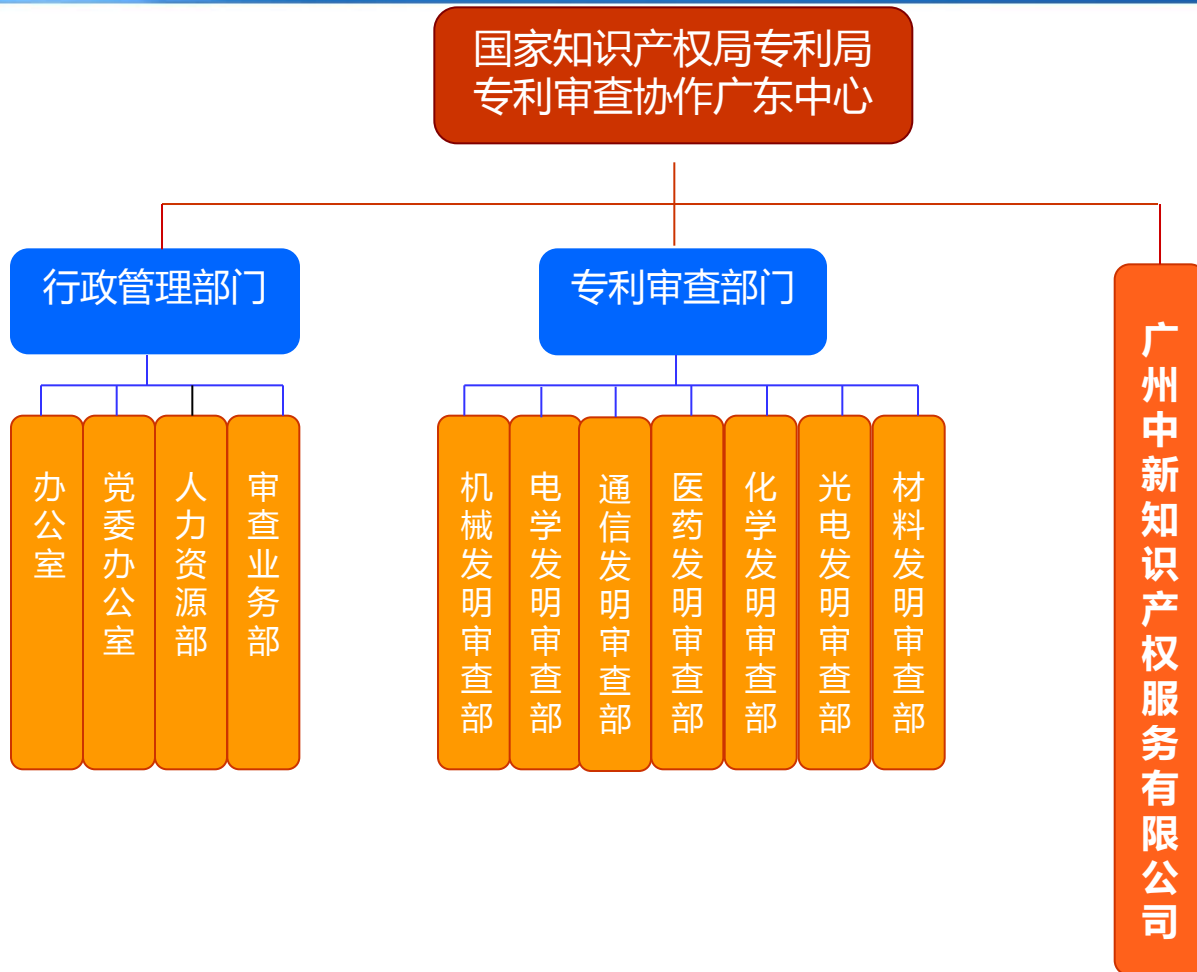 国家知识产权局专利局
专利审查协作广东中心
行政管理部门
专利审查部门
办公室
党委办公室
人力资源部
审查业务部
机械发明审查部
电学发明审查部
通信发明审查部
医药发明审查部
化学发明审查部
光电发明审查部
材料发明审查部
广州中新知识产权服务有限公司